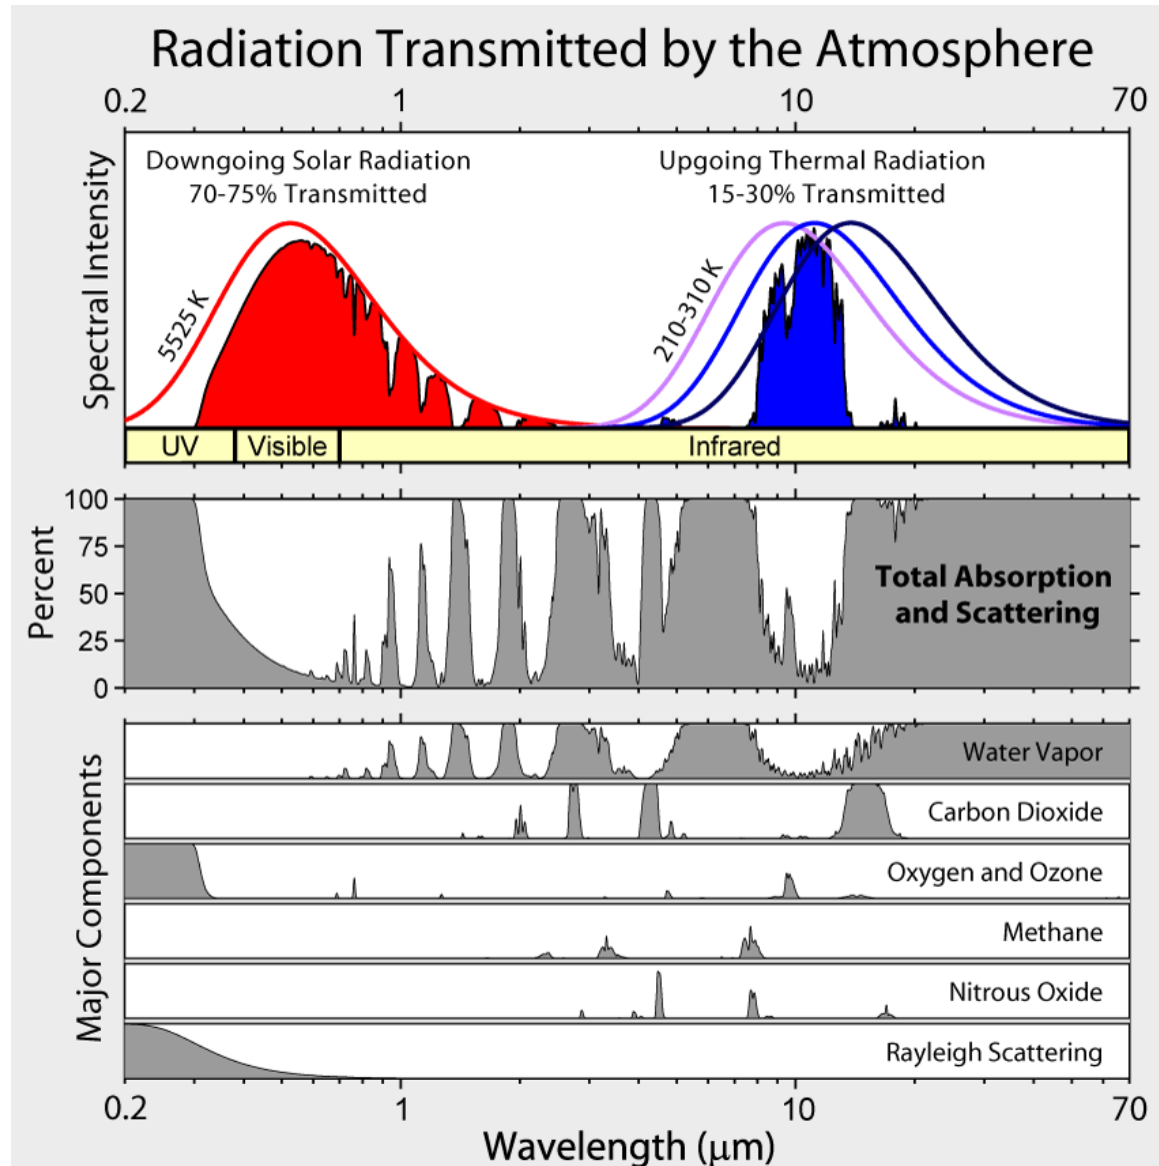 Radiation Transmitted by the Atmosphere
0.2 1 10 70
Spectral Intensity
Downgoing Solar Radiation
70-75% Transmitted
Upgoing Thermal Radiation
15-30% Transmitted
5525 K
210-310 K
UV Visible Infrared
Percent
100
75
50
25
0
Total Absorption
and Scattering
Major Components
Water Vapor
Carbon Dioxide
Oxygen and Ozone
Methane
Nitrous Oxide
Rayleigh Scattering
0.2 1 10 70
Wavelength (μm)